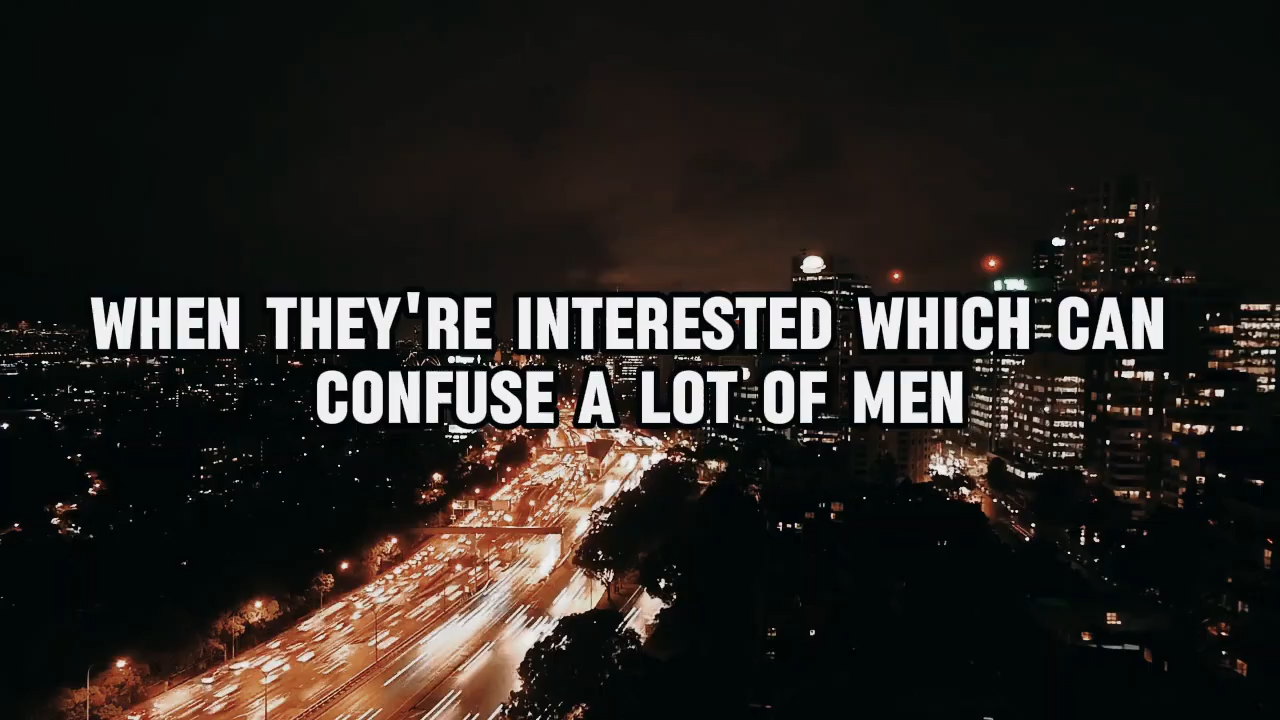 WHEN THEY'RE INTERESTED WHICH CAN
CONFUSE A LOT OF MEN